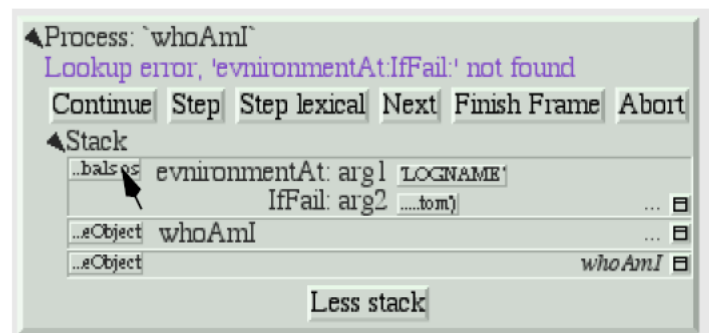 Process: `whoAmI`
Lookup error, 'evnironmentAt:IfFail:' not found
Continue Step Step lexical Next Finish Frame Abort
Stack
...bals os evnironmentAt: arg1 'LOGNAME'
IfFail: arg2 .....tom') ...
...eObject whoAmI ...
...eObject whoAmI
Less stack